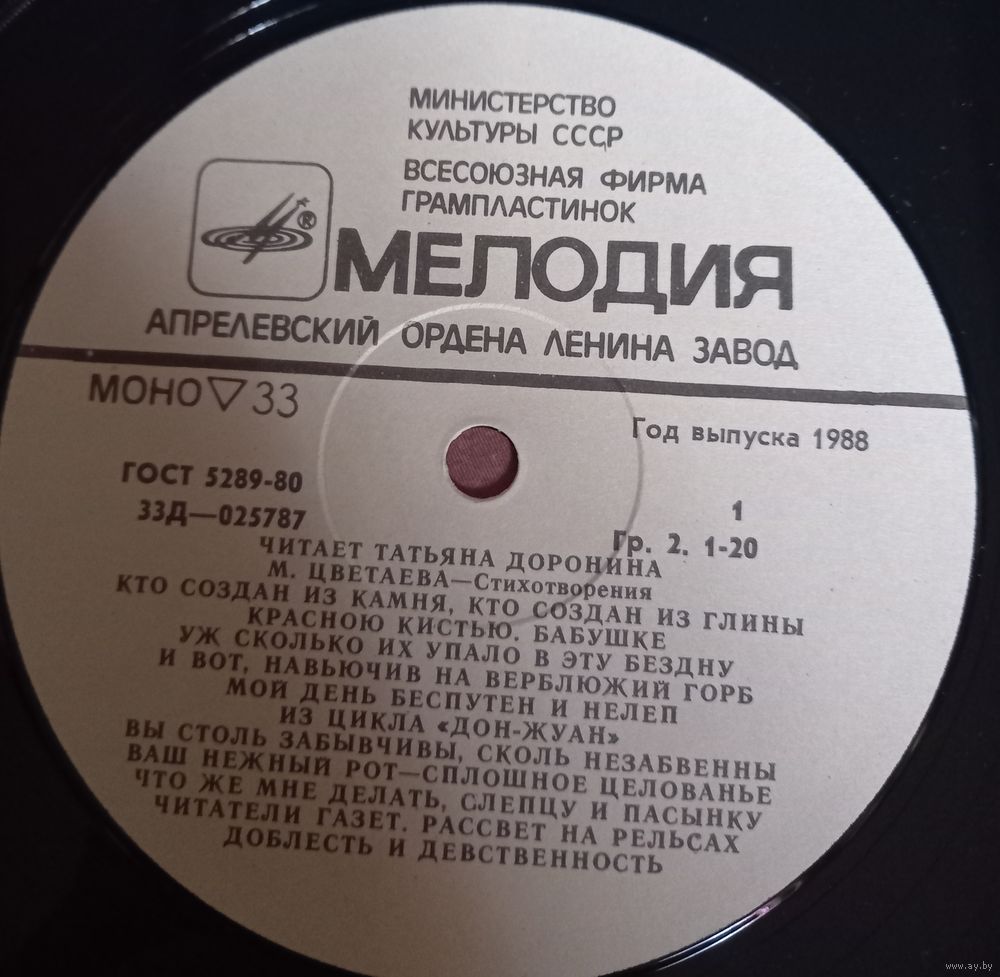 МИНИСТЕРСТВО
КУЛЬТУРЫ СССР
ВСЕСОЮЗНАЯ ФИРМА
ГРАМПЛАСТИНОК
®
МЕЛОДИЯ
АПРЕЛЕВСКИЙ ОРДЕНА ЛЕНИНА ЗАВОД
МОНО ▽ 33
Год выпуска 1988
ГОСТ 5289-80
33Д—025787
1
Гр. 2. 1-20
ЧИТАЕТ ТАТЬЯНА ДОРОНИНА
М. ЦВЕТАЕВА—Стихотворения
КТО СОЗДАН ИЗ КАМНЯ, КТО СОЗДАН ИЗ ГЛИНЫ
КРАСНОЮ КИСТЬЮ. БАБУШКЕ
УЖ СКОЛЬКО ИХ УПАЛО В ЭТУ БЕЗДНУ
И ВОТ, НАВЬЮЧИВ НА ВЕРБЛЮЖИЙ ГОРБ
МОЙ ДЕНЬ БЕСПУТЕН И НЕЛЕП
ИЗ ЦИКЛА «ДОН-ЖУАН»
ВЫ СТОЛЬ ЗАБЫВЧИВЫ, СКОЛЬ НЕЗАБВЕННЫ
ВАШ НЕЖНЫЙ РОТ—СПЛОШНОЕ ЦЕЛОВАНЬЕ
ЧТО ЖЕ МНЕ ДЕЛАТЬ, СЛЕПЦУ И ПАСЫНКУ
ЧИТАТЕЛИ ГАЗЕТ. РАССВЕТ НА РЕЛЬСАХ
ДОБЛЕСТЬ И ДЕВСТВЕННОСТЬ
www.ay.by